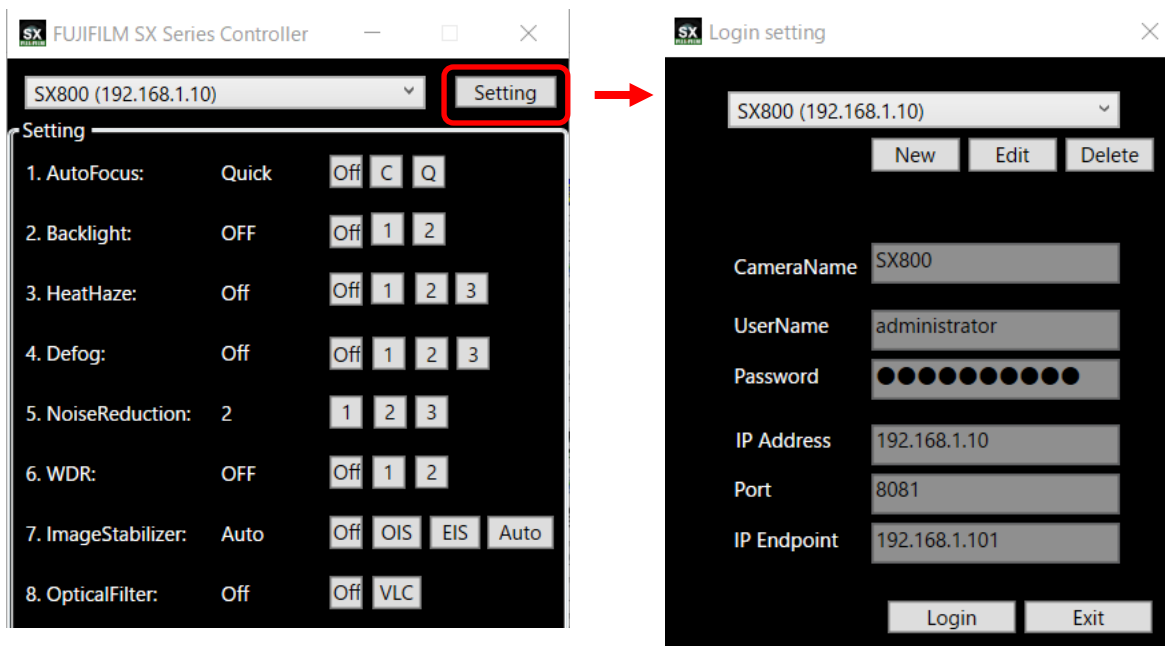 SX FUJIFILM SX Series Controller
SX800 (192.168.1.10) Setting
Setting
1. AutoFocus: Quick Off C Q
2. Backlight: OFF Off 1 2
3. HeatHaze: Off Off 1 2 3
4. Defog: Off Off 1 2 3
5. NoiseReduction: 2 1 2 3
6. WDR: OFF Off 1 2
7. ImageStabilizer: Auto Off OIS EIS Auto
8. OpticalFilter: Off Off VLC
SX Login setting
SX800 (192.168.1.10)
New Edit Delete
CameraName SX800
UserName administrator
Password ●●●●●●●●●●
IP Address 192.168.1.10
Port 8081
IP Endpoint 192.168.1.101
Login Exit